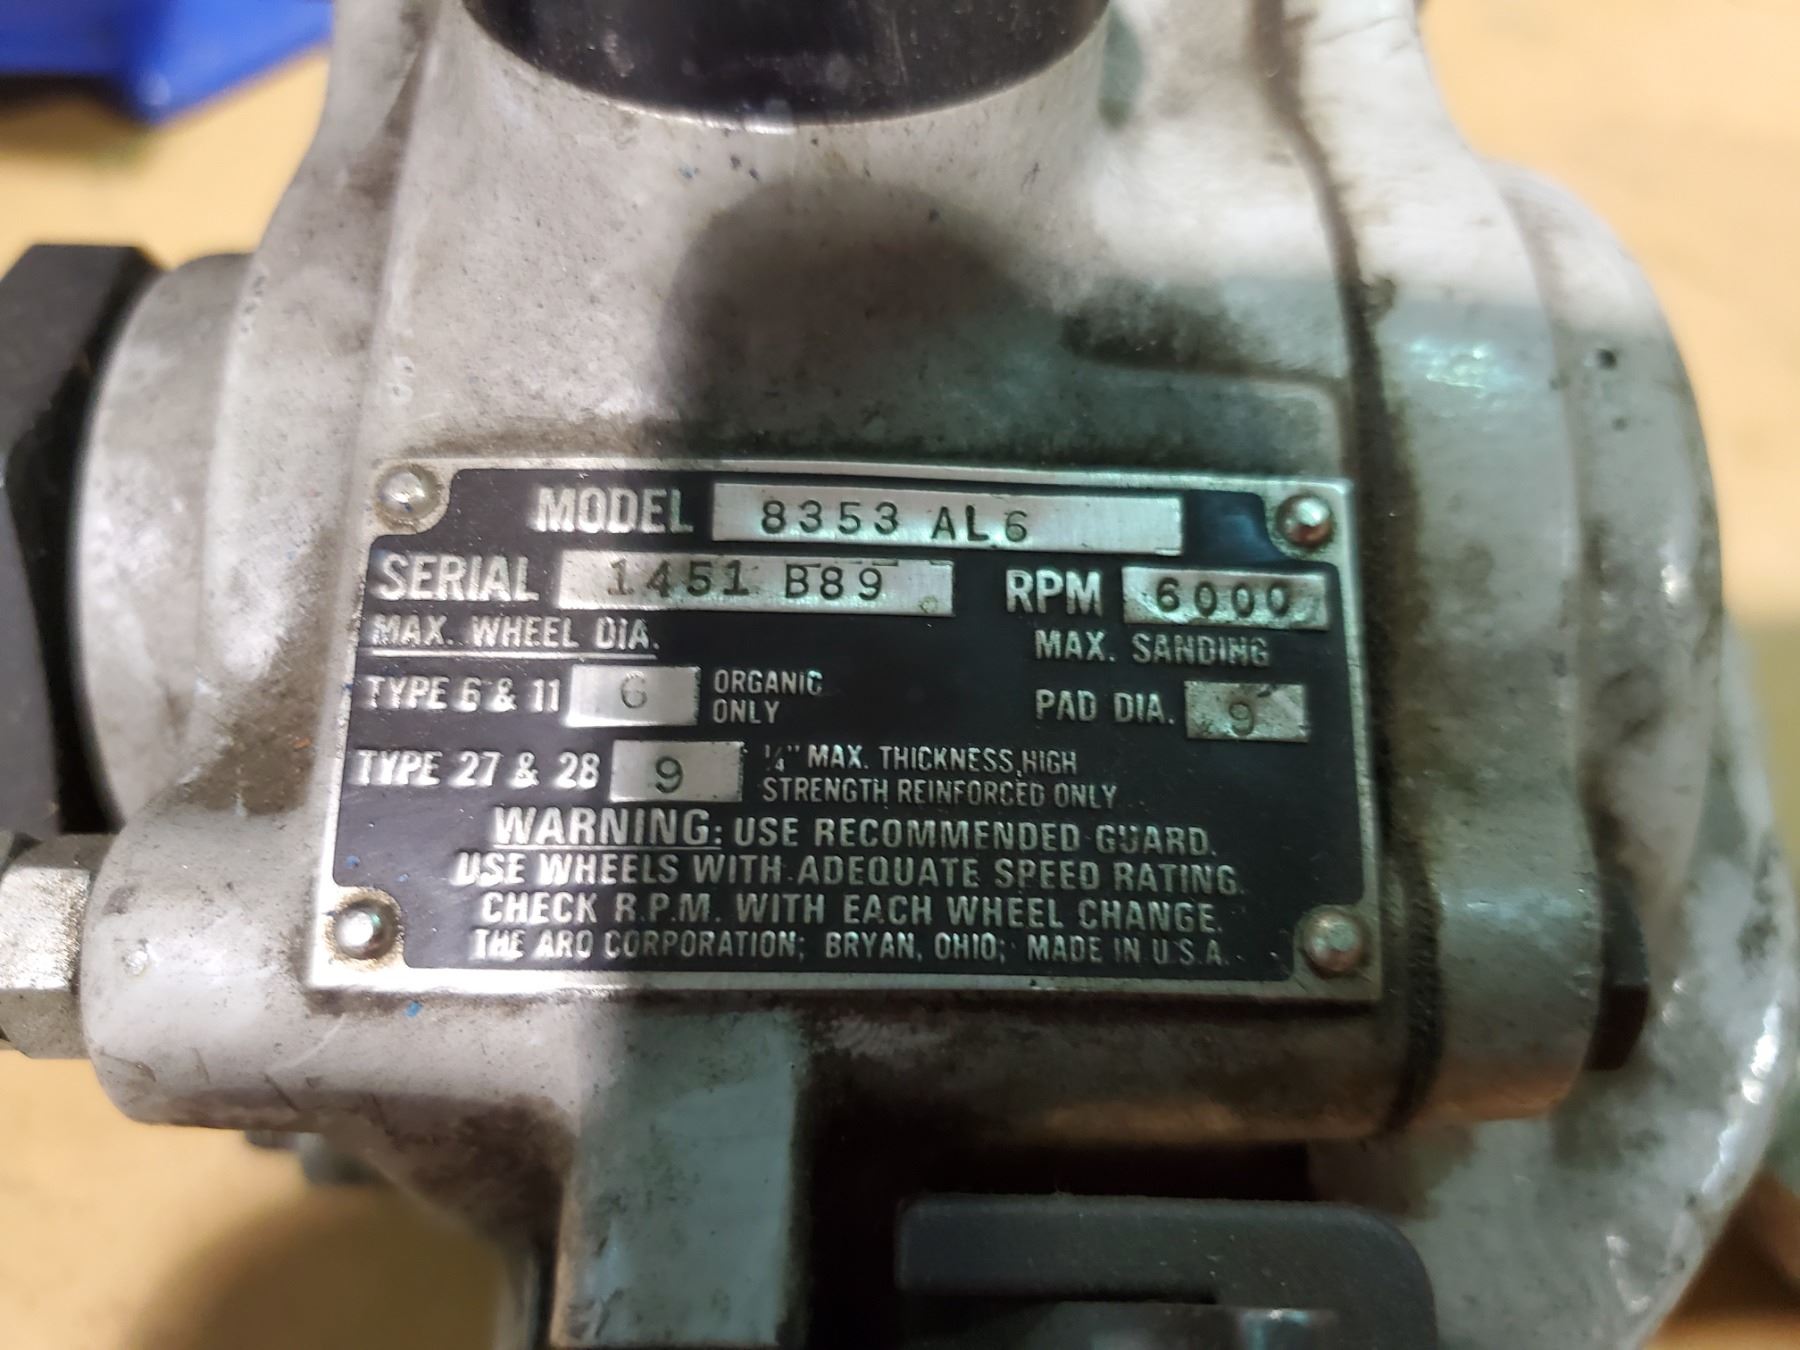 MODEL 8353 AL6
SERIAL 1451 B89 RPM 6000
MAX. WHEEL DIA. MAX. SANDING
TYPE 6 & 11 6 ORGANIC ONLY PAD DIA. 9
TYPE 27 & 28 9 1/4" MAX. THICKNESS, HIGH
STRENGTH REINFORCED ONLY
WARNING: USE RECOMMENDED GUARD.
USE WHEELS WITH ADEQUATE SPEED RATING.
CHECK R.P.M. WITH EACH WHEEL CHANGE.
THE ARO CORPORATION; BRYAN, OHIO; MADE IN U.S.A.